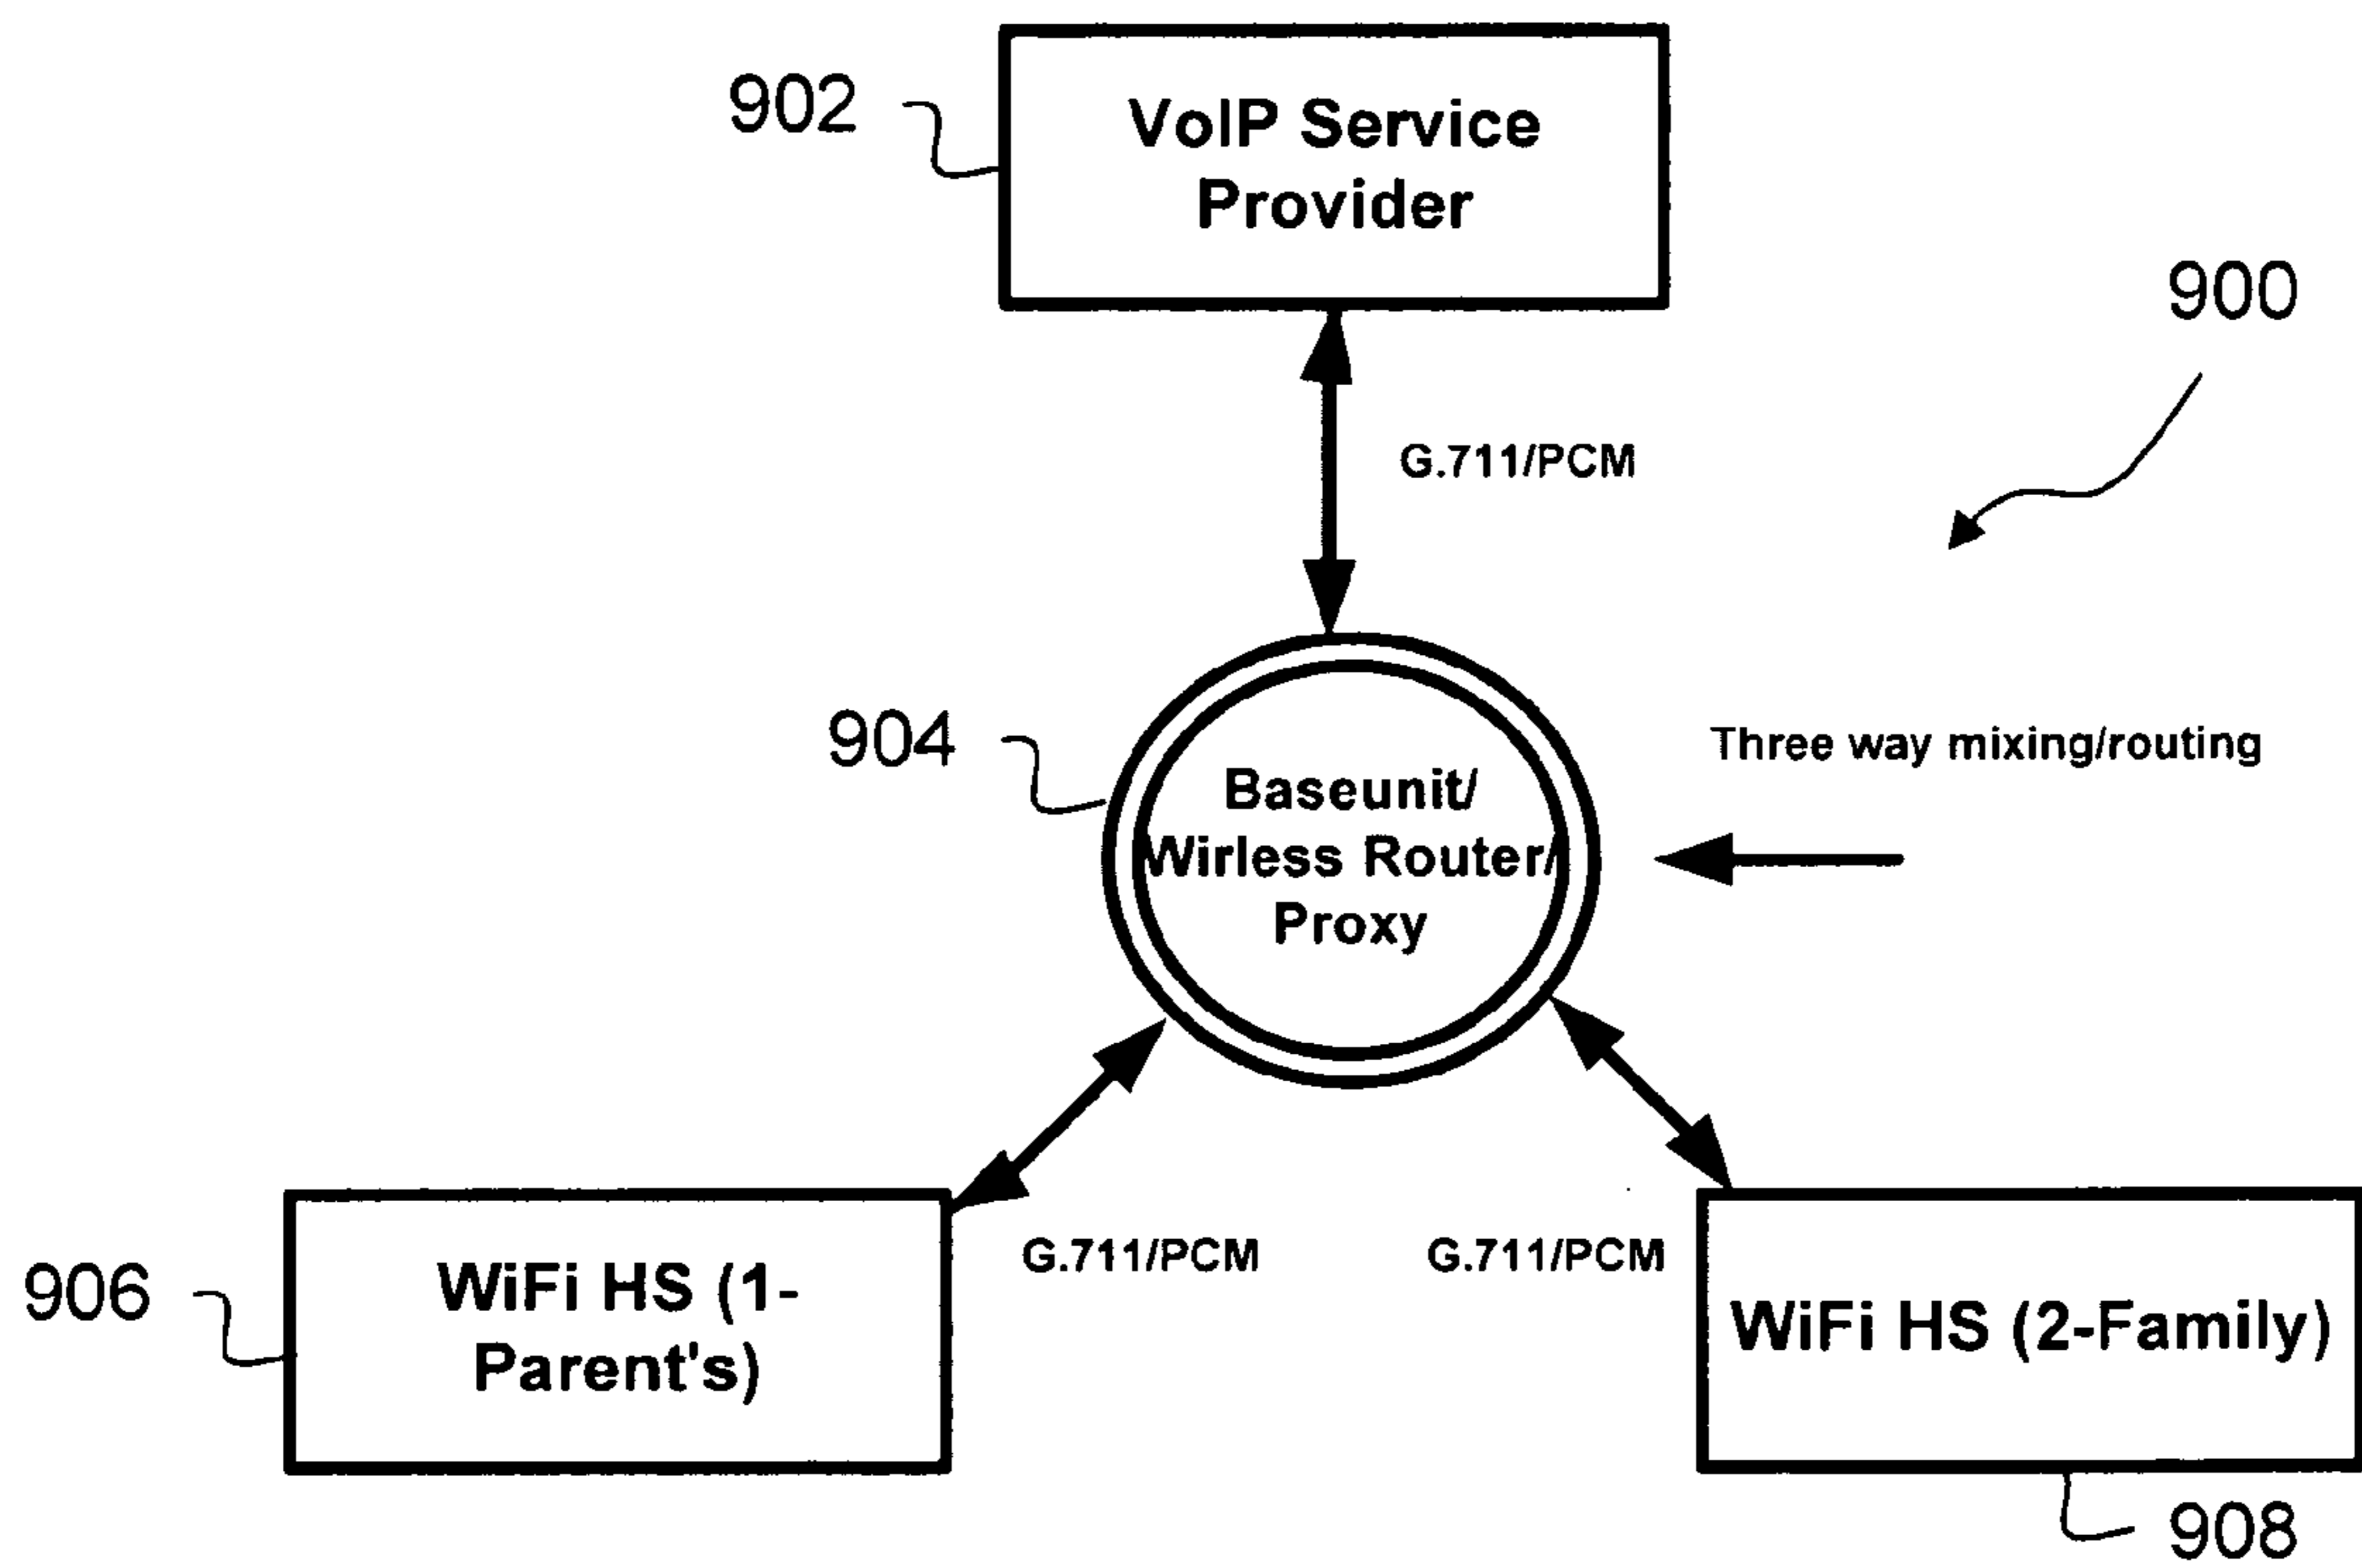 902
VoIP Service
Provider
900
G.711/PCM
904
Three way mixing/routing
Baseunit/
Wirless Router/
Proxy
906
WiFi HS (1-
Parent's)
G.711/PCM
G.711/PCM
WiFi HS (2-Family)
908